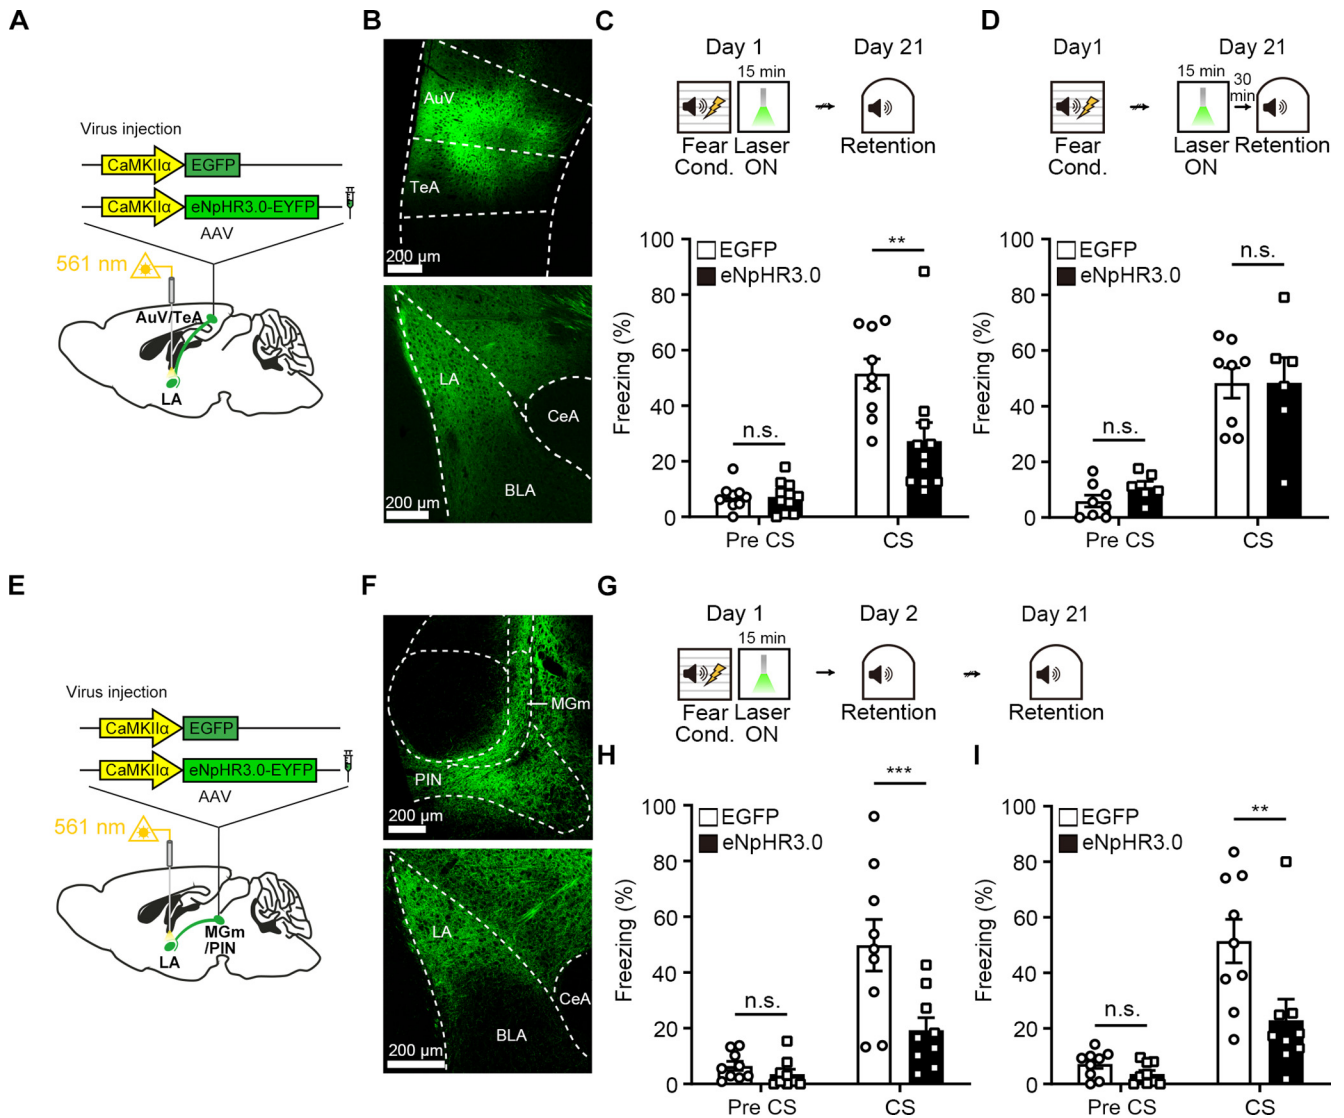 A
Virus injection
CaMKIIα EGFP
CaMKIIα eNpHR3.0-EYFP
AAV
561 nm
AuV/TeA
LA
B
AuV
TeA
200 µm
LA
CeA
BLA
200 µm
C
Day 1 Day 21
15 min
Fear Laser Retention
Cond. ON
Freezing (%)
100
80
60
40
20
0
EGFP
eNpHR3.0
**
n.s.
Pre CS CS
D
Day1 Day 21
15 min 30
min
Fear Laser Retention
Cond. ON
Freezing (%)
100
80
60
40
20
0
EGFP
eNpHR3.0
n.s.
n.s.
Pre CS CS
E
Virus injection
CaMKIIα EGFP
CaMKIIα eNpHR3.0-EYFP
AAV
561 nm
MGm
/PIN
LA
F
MGm
PIN
200 µm
LA
CeA
BLA
200 µm
G
Day 1 Day 2 Day 21
15 min
Fear Laser Retention Retention
Cond. ON
H
Freezing (%)
100
80
60
40
20
0
EGFP
eNpHR3.0
***
n.s.
Pre CS CS
I
Freezing (%)
100
80
60
40
20
0
EGFP
eNpHR3.0
**
n.s.
Pre CS CS